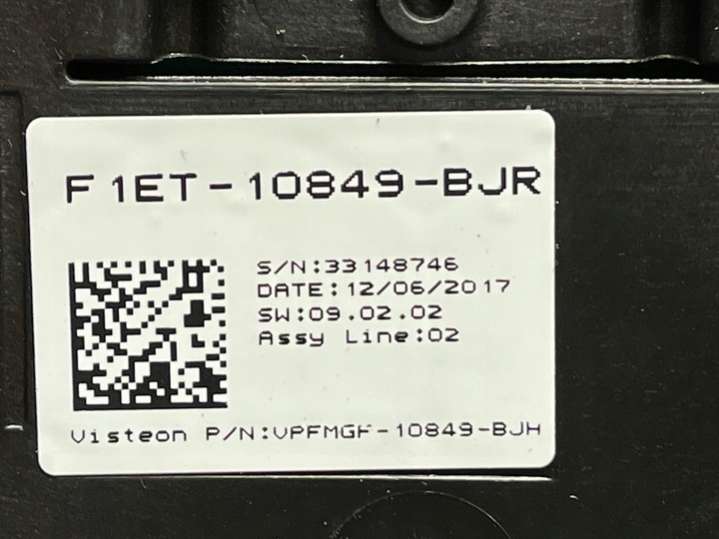 F1ET-10849-BJR
S/N:33148746
DATE:12/06/2017
SW:09.02.02
Assy Line:02
Visteon P/N:VPFMGF-10849-BJH